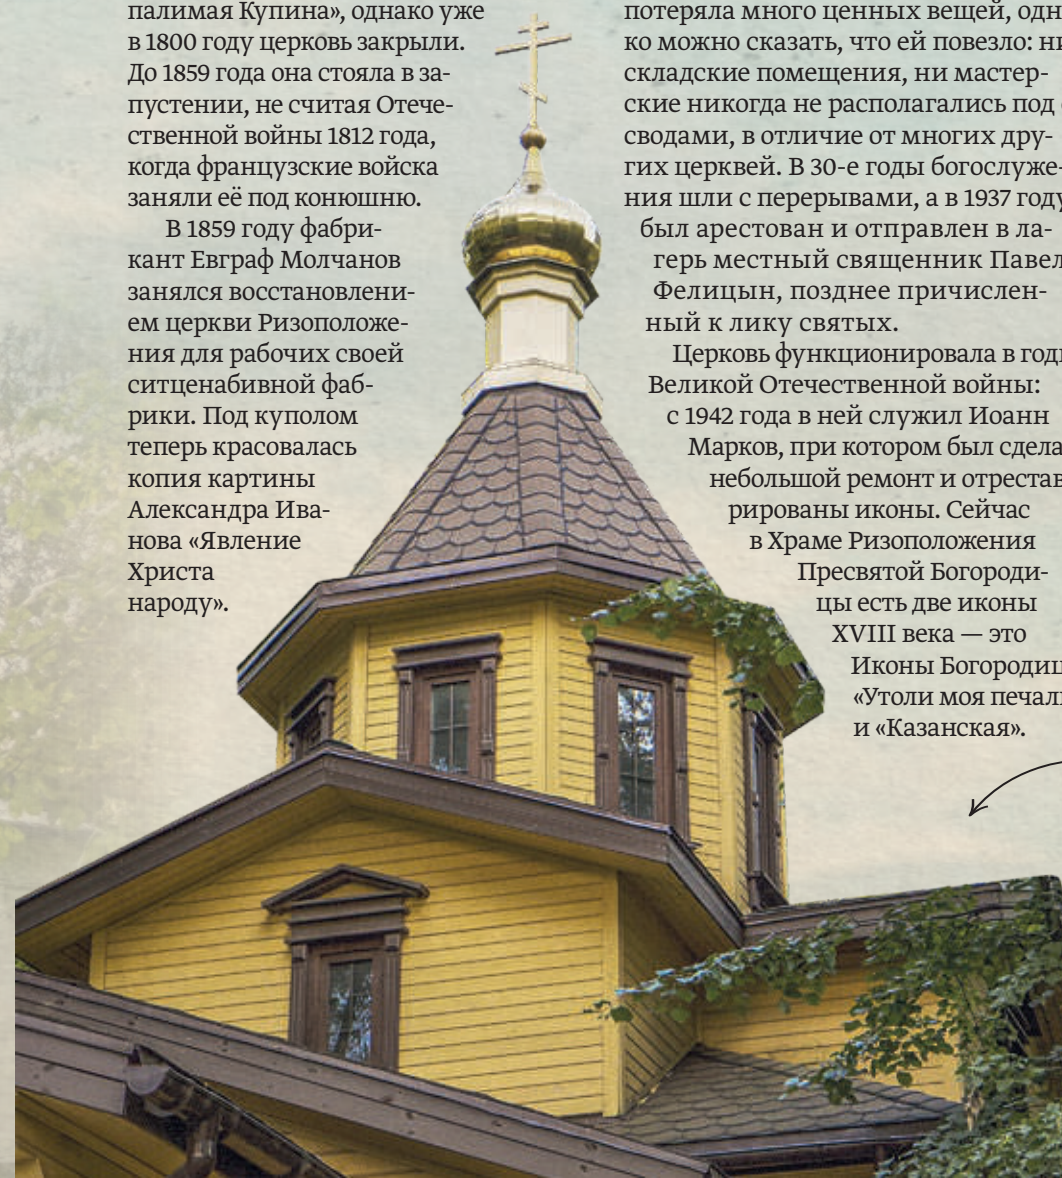 палимая Купина», однако уже
в 1800 году церковь закрыли.
До 1859 года она стояла в за-
пустении, не считая Отече-
ственной войны 1812 года,
когда французские войска
заняли её под конюшню.
В 1859 году фабри-
кант Евграф Молчанов
занялся восстановлени-
ем церкви Ризоположе-
ния для рабочих своей
ситценабивной фаб-
рики. Под куполом
теперь красовалась
копия картины
Александра Ива-
нова «Явление
Христа
народу».
потеряла много ценных вещей, одн
ко можно сказать, что ей повезло: ни
складские помещения, ни мастер-
ские никогда не располагались под
сводами, в отличие от многих дру-
гих церквей. В 30-е годы богослуже-
ния шли с перерывами, а в 1937 году
был арестован и отправлен в ла-
герь местный священник Павел
Фелицын, позднее причислен-
ный к лику святых.
Церковь функционировала в годы
Великой Отечественной войны:
с 1942 года в ней служил Иоанн
Марков, при котором был сдела
небольшой ремонт и отрестав
рированы иконы. Сейчас
в Храме Ризоположения
Пресвятой Богороди-
цы есть две иконы
XVIII века — это
Иконы Богородиц
«Утоли моя печал
и «Казанская».